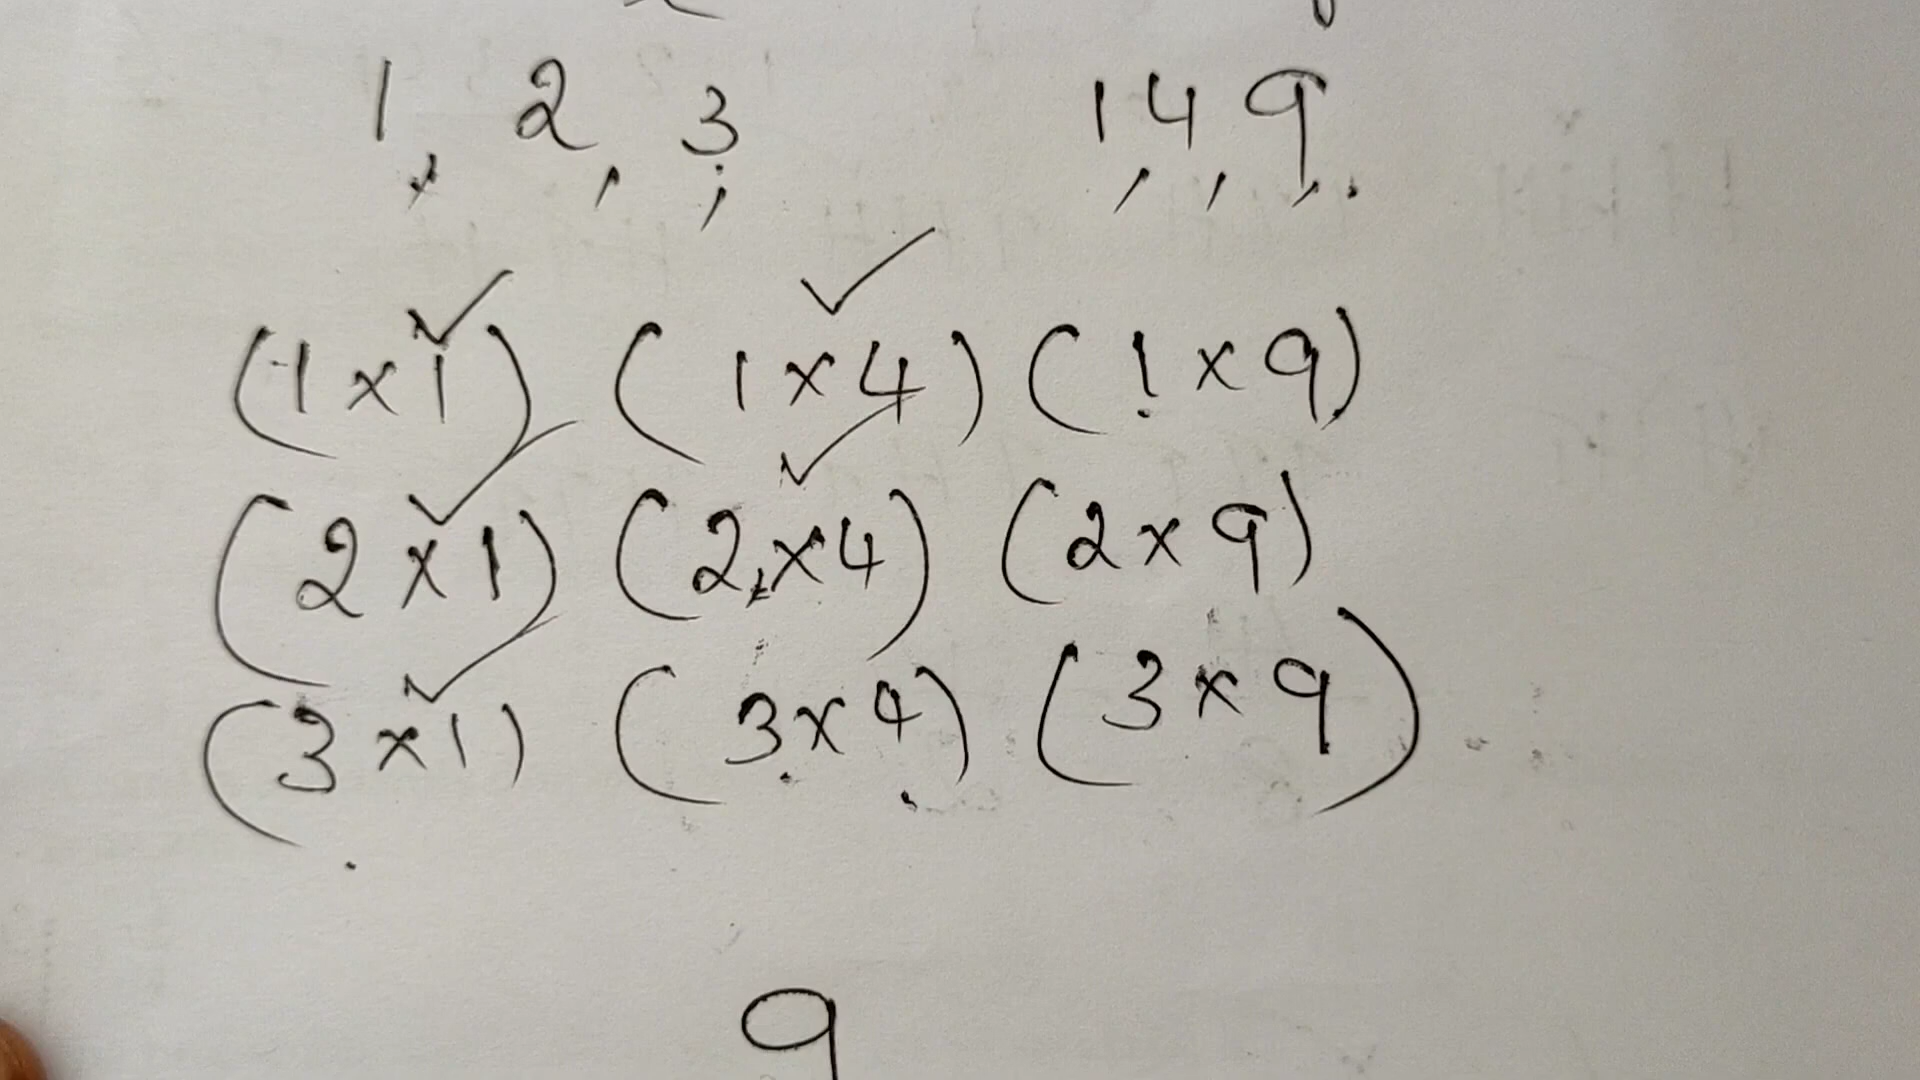 1, 2, 3, 1, 4, 9,.
(1 x 1) (1 x 4) (1 x 9)
(2 x 1) (2 x 4) (2 x 9)
(3 x 1) (3 x 4) (3 x 9)
9